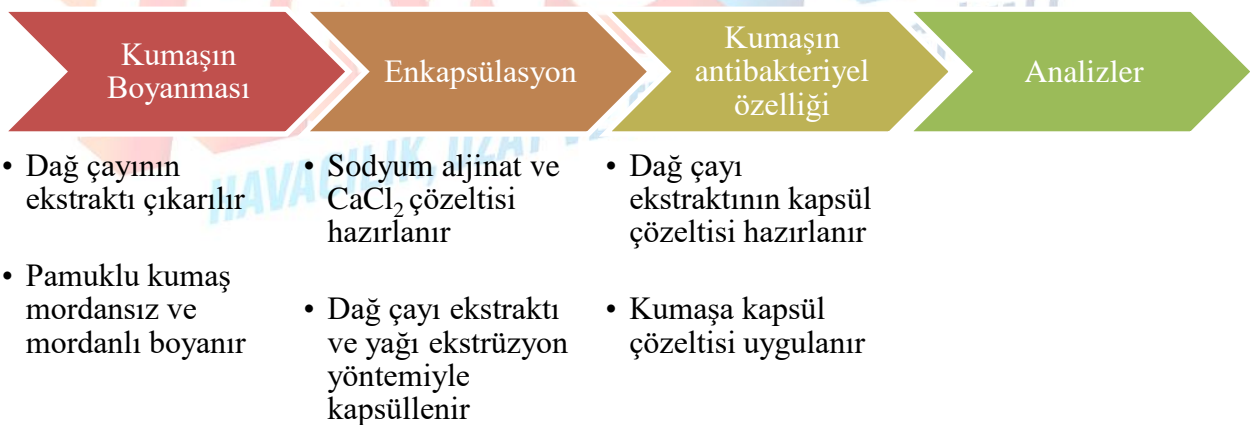 Kumaşın
Boyanması
Enkapsülasyon
Kumaşın
antibakteriyel
özelliği
Analizler
• Dağ çayının
ekstraktı çıkarılır
• Pamuklu kumaş
mordansız ve
mordanlı boyanır
• Sodyum aljinat ve
CaCl₂ çözeltisi
hazırlanır
• Dağ çayı ekstraktı
ve yağı ekstrüzyon
yöntemiyle
kapsüllenir
• Dağ çayı
ekstraktının kapsül
çözeltisi hazırlanır
• Kumaşa kapsül
çözeltisi uygulanır
HAVACILIK, UZAY